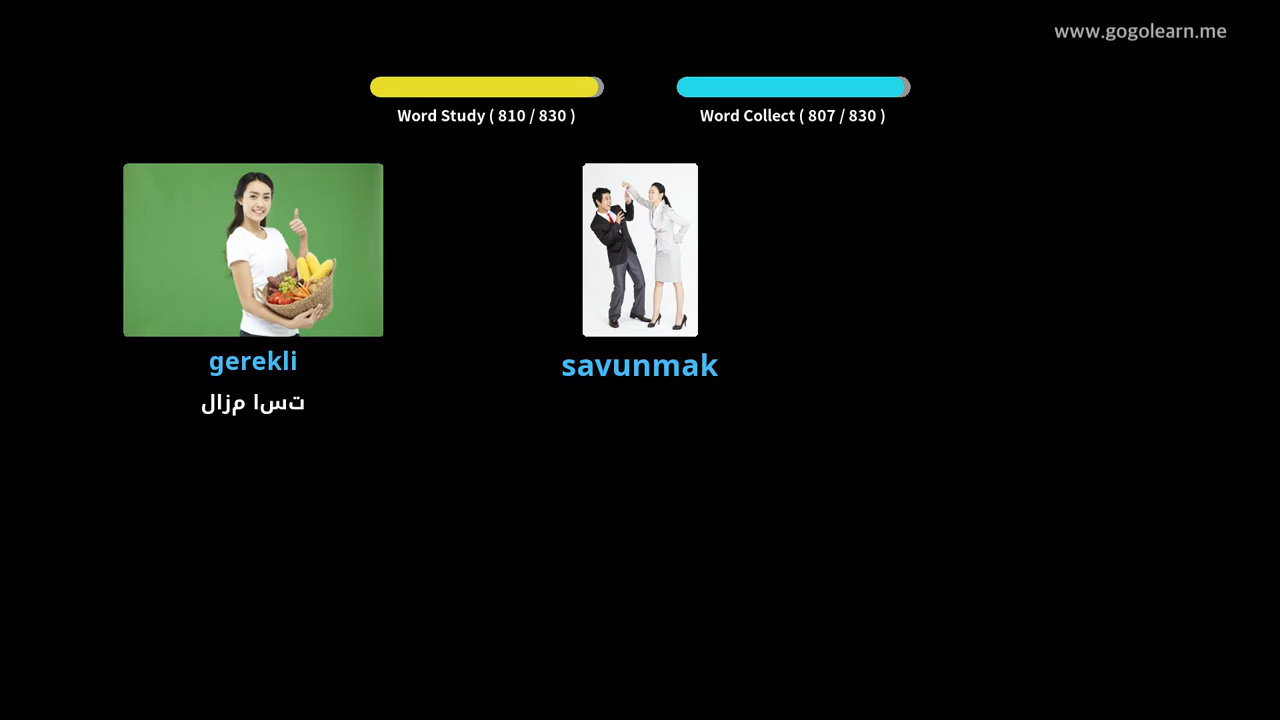 www.gogolearn.me
Word Study ( 810 / 830 )
Word Collect ( 807 / 830 )
gerekli
savunmak
لازم است